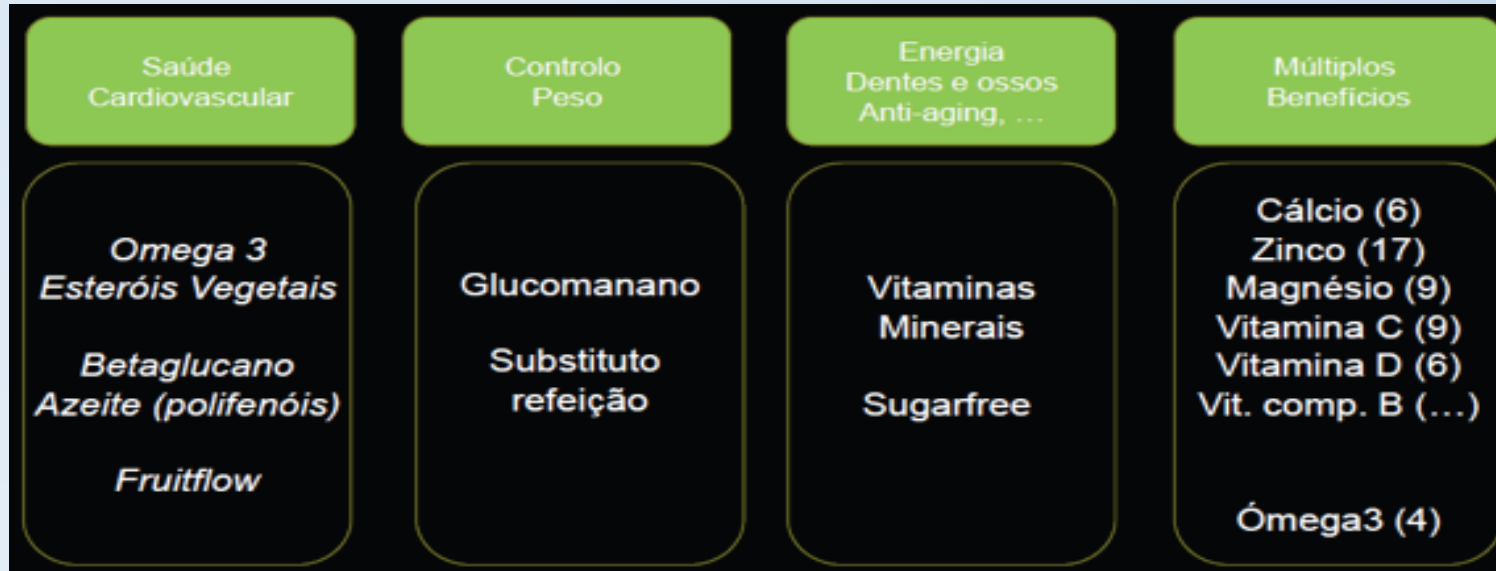 Saúde
Cardiovascular
Controlo
Peso
Energia
Dentes e ossos
Anti-aging, ...
Múltiplos
Benefícios
Omega 3
Esteróis Vegetais
Betaglucano
Azeite (polifenóis)
Fruitflow
Glucomanano
Substituto
refeição
Vitaminas
Minerais
Sugarfree
Cálcio (6)
Zinco (17)
Magnésio (9)
Vitamina C (9)
Vitamina D (6)
Vit. comp. B (...)
Ómega3 (4)